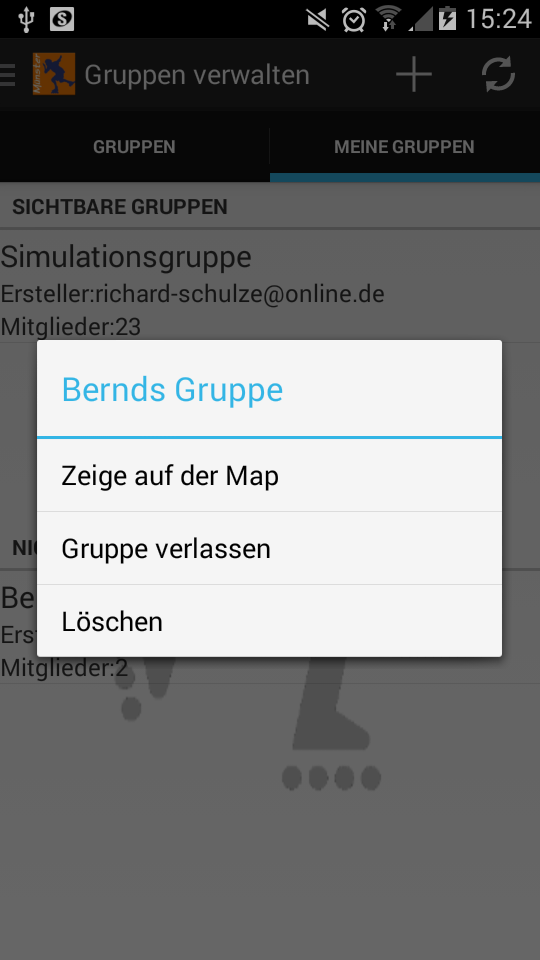 15:24
Münster
Gruppen verwalten
GRUPPEN
MEINE GRUPPEN
SICHTBARE GRUPPEN
Simulationsgruppe
Ersteller:richard-schulze@online.de
Mitglieder:23
Bernds Gruppe
Zeige auf der Map
Gruppe verlassen
Löschen
Mitglieder:2